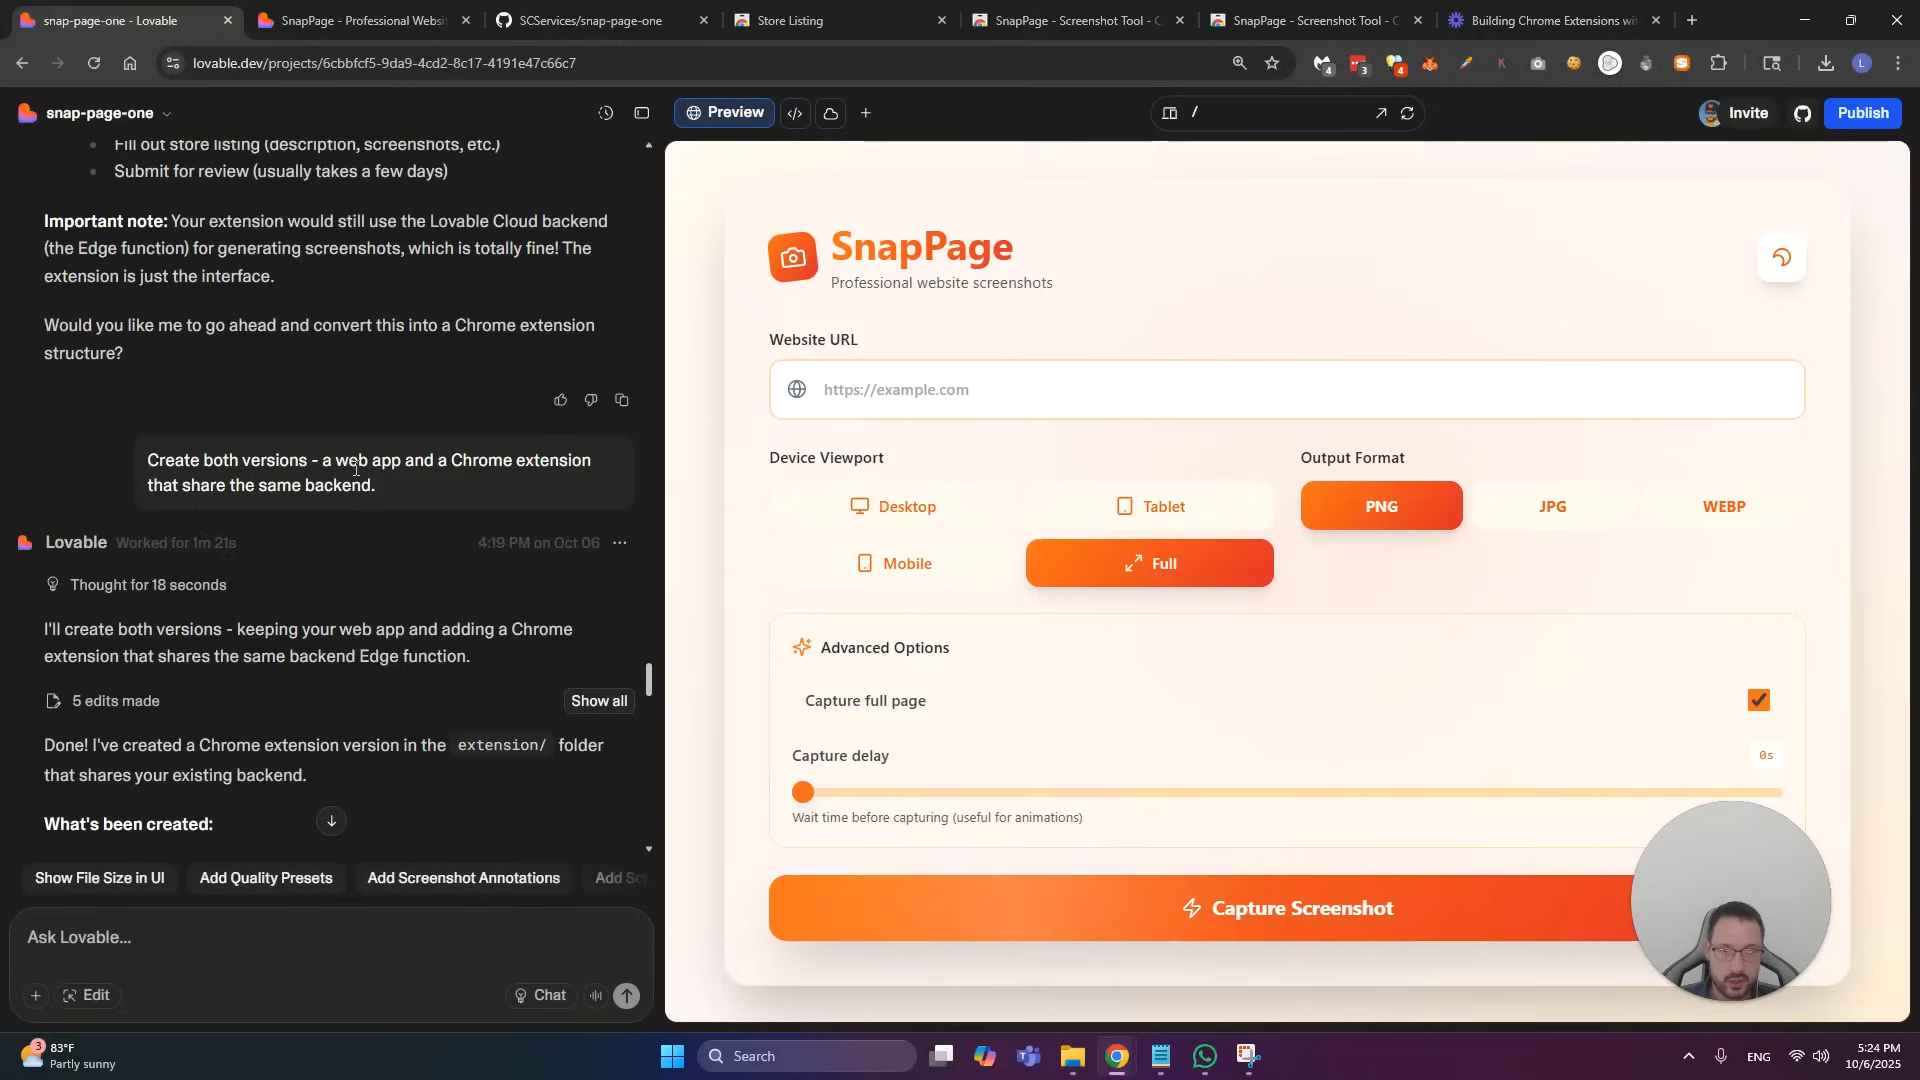 snap-page-one - Lovable
SnapPage - Professional Websi
SCServices/snap-page-one
Store Listing
SnapPage - Screenshot Tool - C
SnapPage - Screenshot Tool - C
Building Chrome Extensions wi
lovable.dev/projects/6cbbfcf5-9da9-4cd2-8c17-4191e47c66c7
4
3
4
K
S
L
snap-page-one
Preview
/
Invite
Publish
Fill out store listing (description, screenshots, etc.)
Submit for review (usually takes a few days)
Important note: Your extension would still use the Lovable Cloud backend
(the Edge function) for generating screenshots, which is totally fine! The
extension is just the interface.
Would you like me to go ahead and convert this into a Chrome extension
structure?
Create both versions - a web app and a Chrome extension
that share the same backend.
Lovable Worked for 1m 21s 4:19 PM on Oct 06
Thought for 18 seconds
I'll create both versions - keeping your web app and adding a Chrome
extension that shares the same backend Edge function.
5 edits made
Show all
Done! I've created a Chrome extension version in the extension/ folder
that shares your existing backend.
What's been created:
Show File Size in UI
Add Quality Presets
Add Screenshot Annotations
Add Sc
Ask Lovable...
Edit
Chat
SnapPage
Professional website screenshots
Website URL
https://example.com
Device Viewport
Output Format
Desktop
Tablet
PNG
JPG
WEBP
Mobile
Full
Advanced Options
Capture full page
Capture delay
0s
Wait time before capturing (useful for animations)
Capture Screenshot
3
83°F
Partly sunny
Search
ENG
5:24 PM
10/6/2025